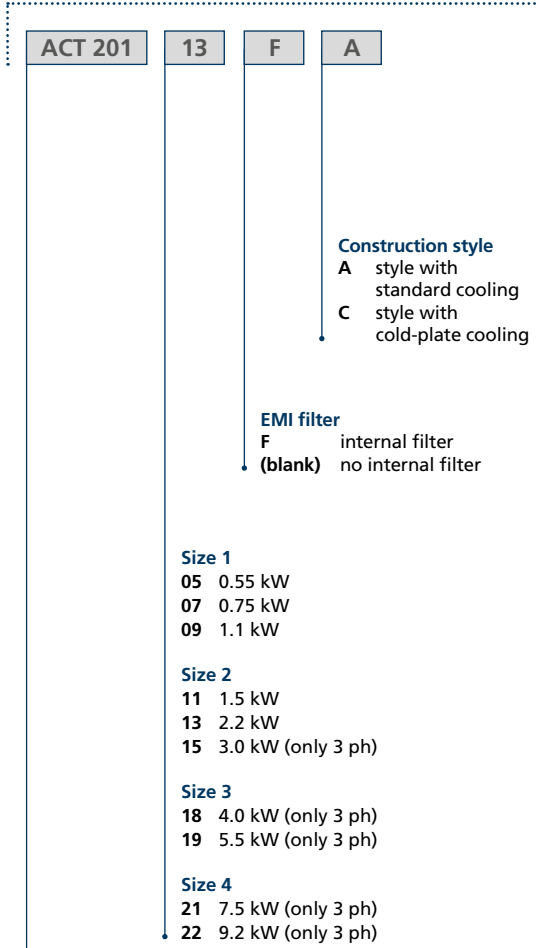 ACT 201 13 F A
Construction style
A style with
standard cooling
C style with
cold-plate cooling
EMI filter
F internal filter
(blank) no internal filter
Size 1
05 0.55 kW
07 0.75 kW
09 1.1 kW
Size 2
11 1.5 kW
13 2.2 kW
15 3.0 kW (only 3 ph)
Size 3
18 4.0 kW (only 3 ph)
19 5.5 kW (only 3 ph)
Size 4
21 7.5 kW (only 3 ph)
22 9.2 kW (only 3 ph)